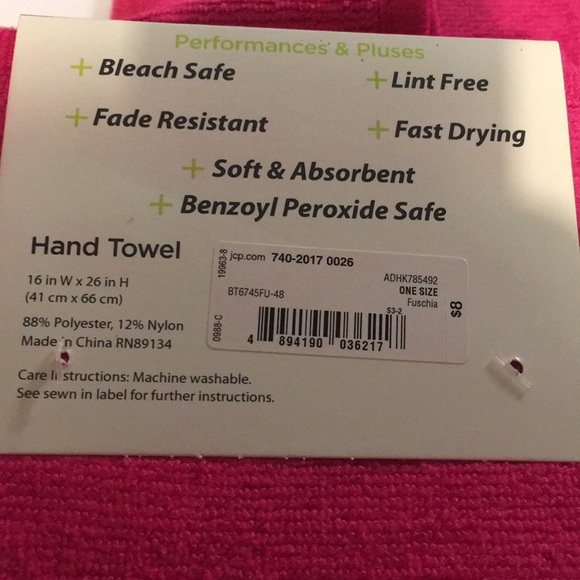 Performances & Pluses
+ Bleach Safe
+ Lint Free
+ Fade Resistant
+ Fast Drying
+ Soft & Absorbent
+ Benzoyl Peroxide Safe
Hand Towel
16 in W x 26 in H
(41 cm x 66 cm)
88% Polyester, 12% Nylon
Made in China RN89134
Care Instructions: Machine washable.
See sewn in label for further instructions.
19963-8
0988-C
jcp.com 740-2017 0026
ADHK785492
BT6745FU-48
ONE SIZE
Fuschia
S3-2
$8
4 894190 036217